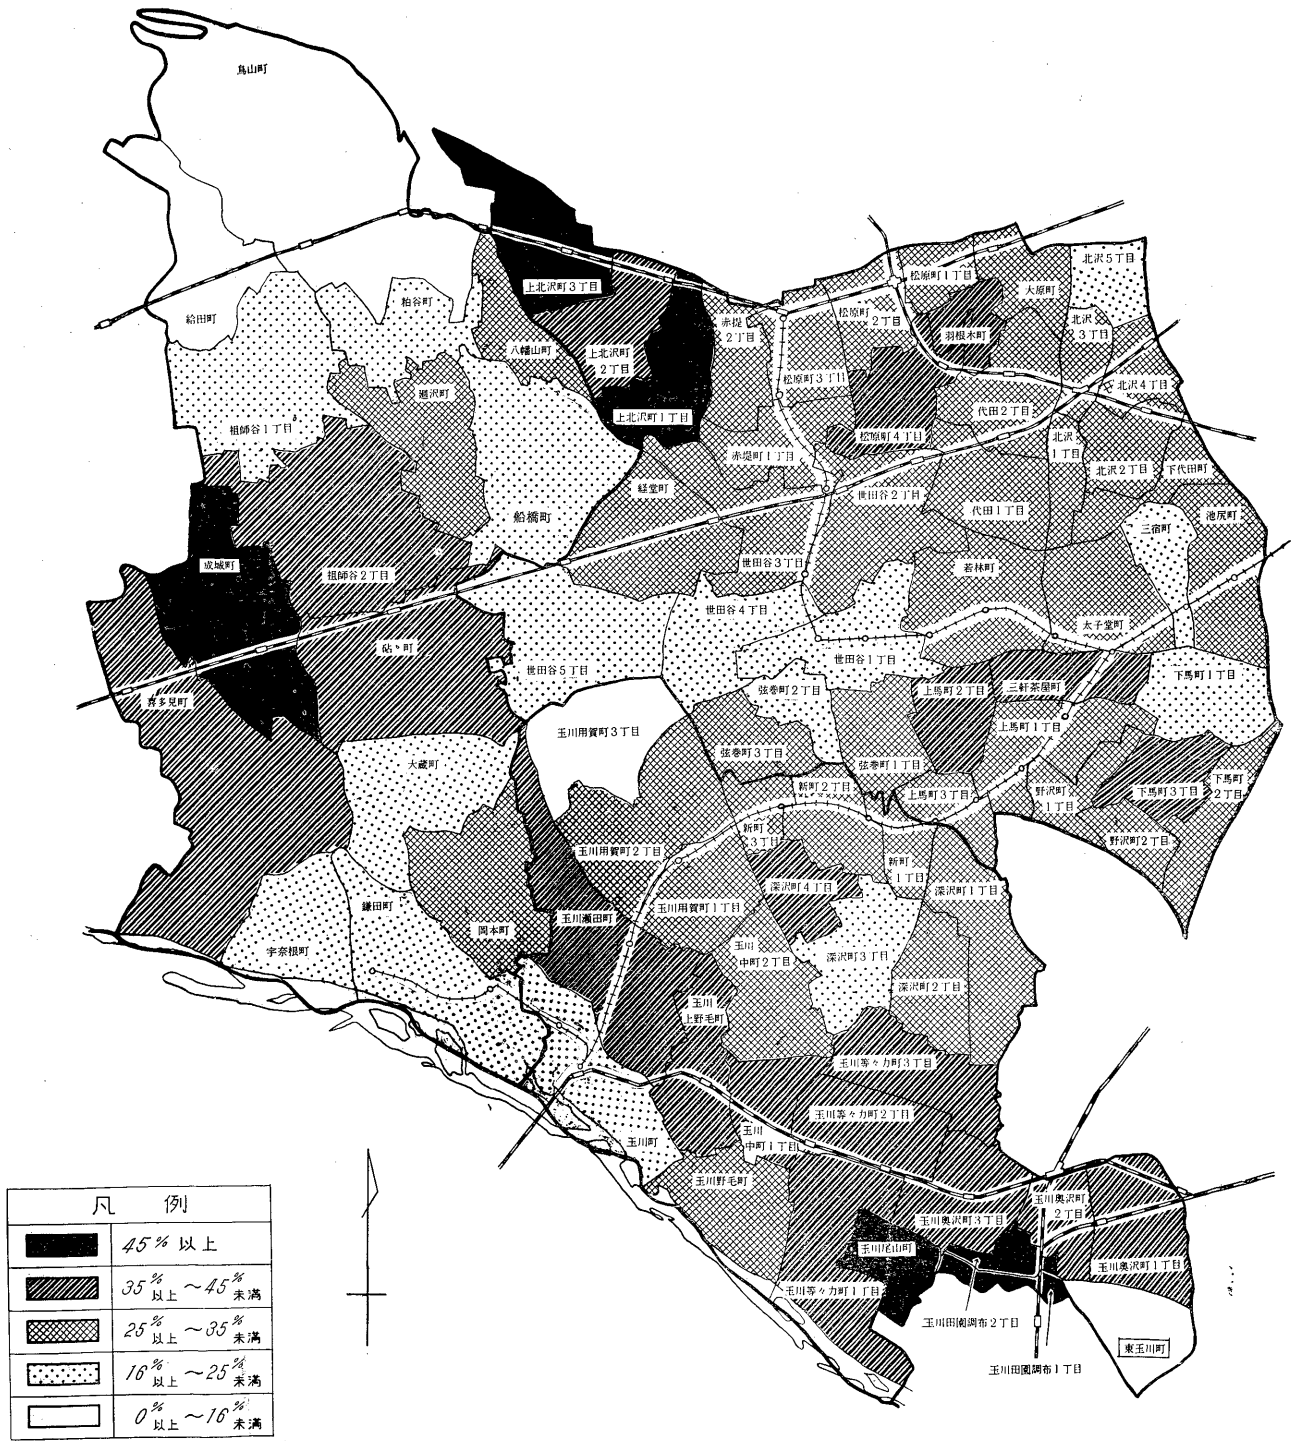 烏山町
給田町
粕谷町
上北沢町3丁目
八幡山町
上北沢町
2丁目
上北沢町1丁目
廻沢町
祖師谷1丁目
船橋町
赤堤
2丁目
松原町
2丁目
松原町1丁目
大原町
北沢5丁目
羽根木町
北沢
3丁目
松原町3丁目
北沢4丁目
代田2丁目
松原町4丁目
北沢
1丁目
赤堤町1丁目
北沢2丁目
下代田町
経堂町
世田谷2丁目
代田1丁目
三宿町
池尻町
成城町
祖師谷2丁目
世田谷3丁目
若林町
世田谷4丁目
太子堂町
砧町
世田谷5丁目
世田谷1丁目
下馬町1丁目
喜多見町
弦巻町2丁目
上馬町2丁目
三軒茶屋町
玉川用賀町3丁目
上馬町1丁目
弦巻町3丁目
大蔵町
弦巻町1丁目
新町2丁目
上馬町3丁目
野沢町
1丁目
下馬町3丁目
下馬町
2丁目
新町
3丁目
野沢町2丁目
玉川用賀町2丁目
新町
1丁目
深沢町4丁目
深沢町1丁目
鎌田町
玉川瀬田町
玉川用賀町1丁目
岡本町
宇奈根町
玉川
中町2丁目
深沢町3丁目
深沢町2丁目
玉川
上野毛町
玉川等々力町3丁目
玉川等々力町2丁目
玉川町
玉川
中町1丁目
玉川野毛町
玉川奥沢町
2丁目
玉川奥沢町3丁目
玉川尾山町
玉川奥沢町1丁目
玉川等々力町1丁目
玉川田園調布2丁目
東玉川町
玉川田園調布1丁目
凡 例
45% 以上
35%以上～45%未満
25%以上～35%未満
16%以上～25%未満
0%以上～16%未満